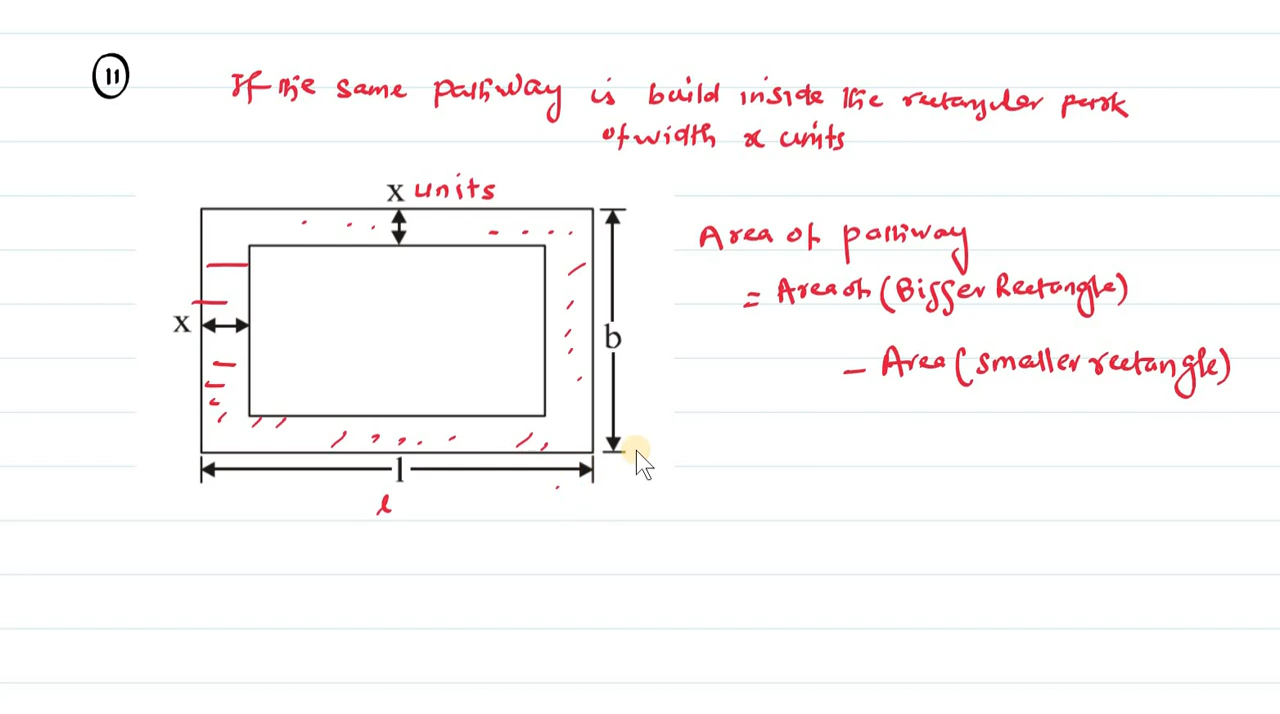 11
If the same pathway is build inside the rectangular park
of width x units
x units
x
b
l
l
Area of pathway
= Area of (Bigger Rectangle)
- Area (smaller rectangle)